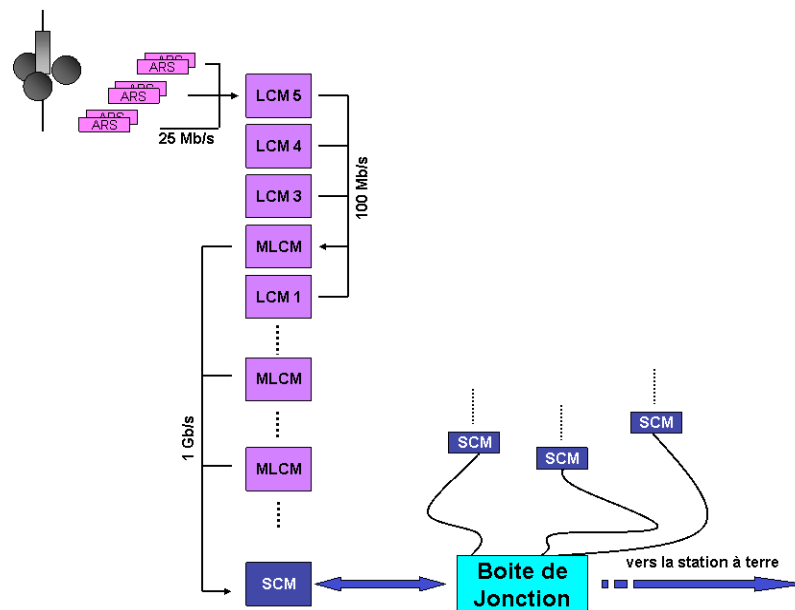 ARS
ARS
ARS
ARS
ARS
ARS
25 Mb/s
LCM 5
LCM 4
LCM 3
MLCM
LCM 1
100 Mb/s
MLCM
MLCM
1 Gb/s
SCM
SCM
SCM
SCM
Boite de
Jonction
vers la station à terre